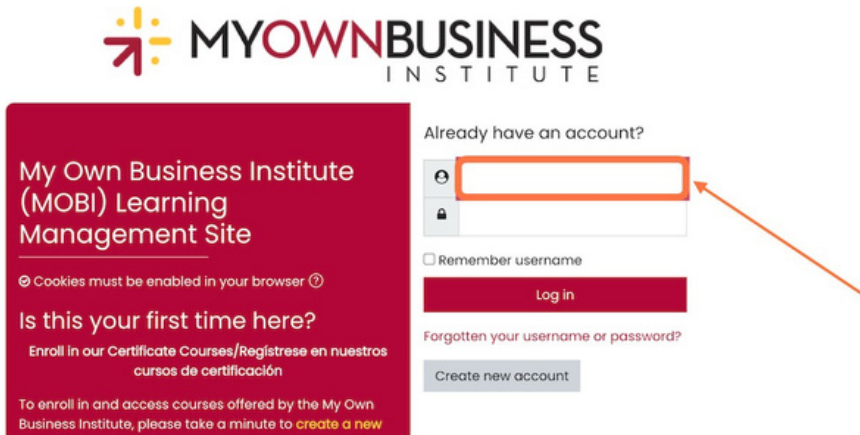 MYOWNBUSINESS
INSTITUTE
My Own Business Institute
(MOBI) Learning
Management Site
Cookies must be enabled in your browser
Is this your first time here?
Enroll in our Certificate Courses/Regístrese en nuestros
cursos de certificación
To enroll in and access courses offered by the My Own
Business Institute, please take a minute to create a new
Already have an account?
Remember username
Log in
Forgotten your username or password?
Create new account